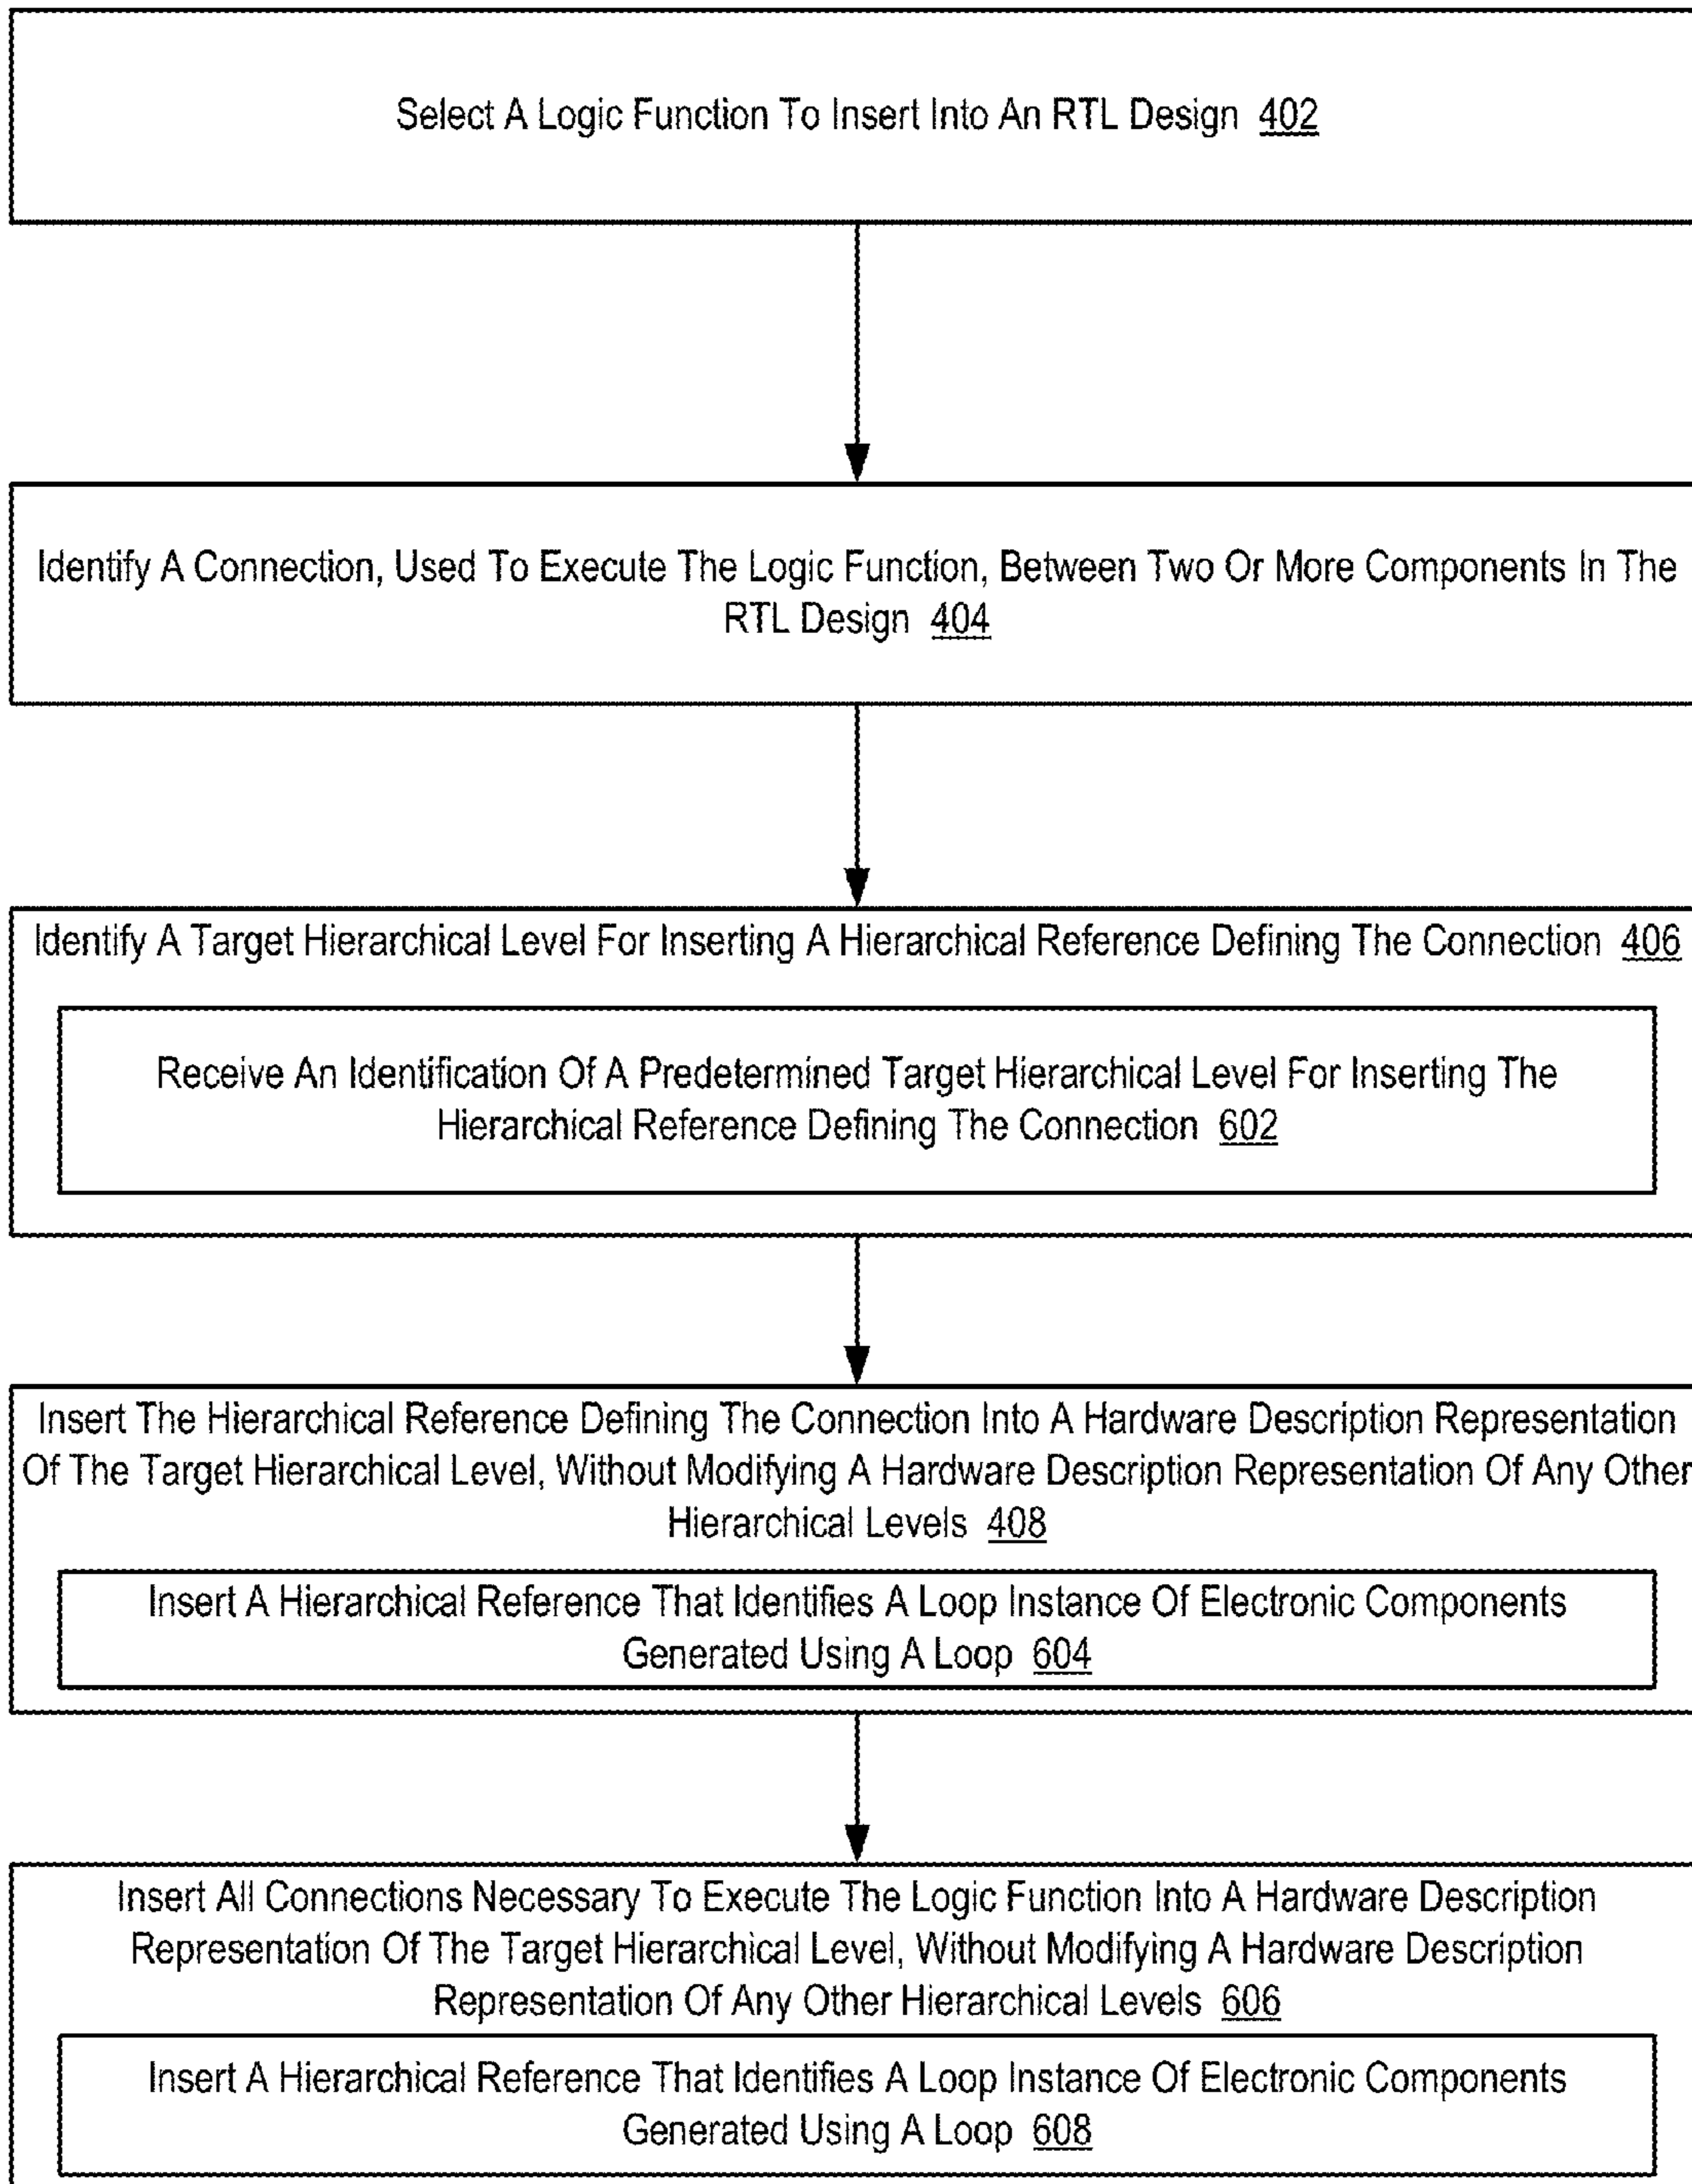 Select A Logic Function To Insert Into An RTL Design 402
Identify A Connection, Used To Execute The Logic Function, Between Two Or More Components In The
RTL Design 404
Identify A Target Hierarchical Level For Inserting A Hierarchical Reference Defining The Connection 406
Receive An Identification Of A Predetermined Target Hierarchical Level For Inserting The
Hierarchical Reference Defining The Connection 602
Insert The Hierarchical Reference Defining The Connection Into A Hardware Description Representation
Of The Target Hierarchical Level, Without Modifying A Hardware Description Representation Of Any Other
Hierarchical Levels 408
Insert A Hierarchical Reference That Identifies A Loop Instance Of Electronic Components
Generated Using A Loop 604
Insert All Connections Necessary To Execute The Logic Function Into A Hardware Description
Representation Of The Target Hierarchical Level, Without Modifying A Hardware Description
Representation Of Any Other Hierarchical Levels 606
Insert A Hierarchical Reference That Identifies A Loop Instance Of Electronic Components
Generated Using A Loop 608